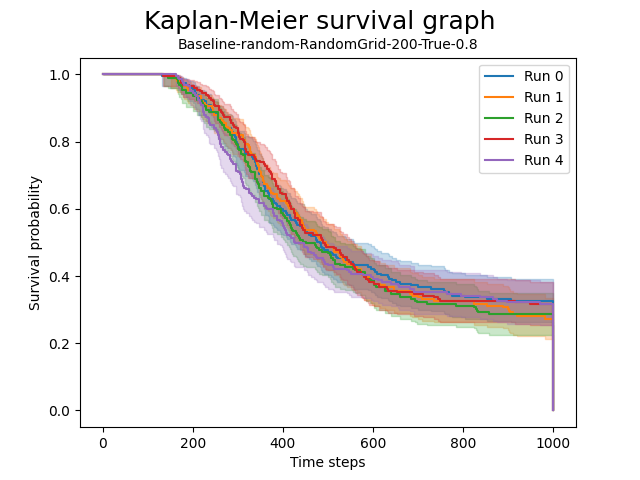 Kaplan-Meier survival graph
Baseline-random-RandomGrid-200-True-0.8
Survival probability
1.0
0.8
0.6
0.4
0.2
0.0
Run 0
Run 1
Run 2
Run 3
Run 4
0 200 400 600 800 1000
Time steps